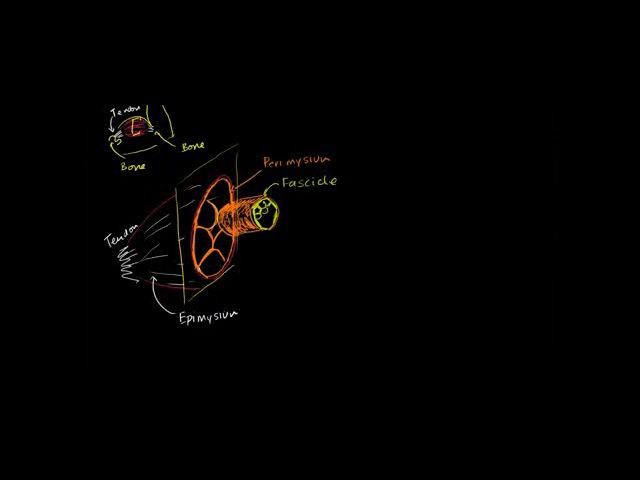 Tendon
Bone
Bone
Perimysium
Fascicle
Tendon
Epimysium